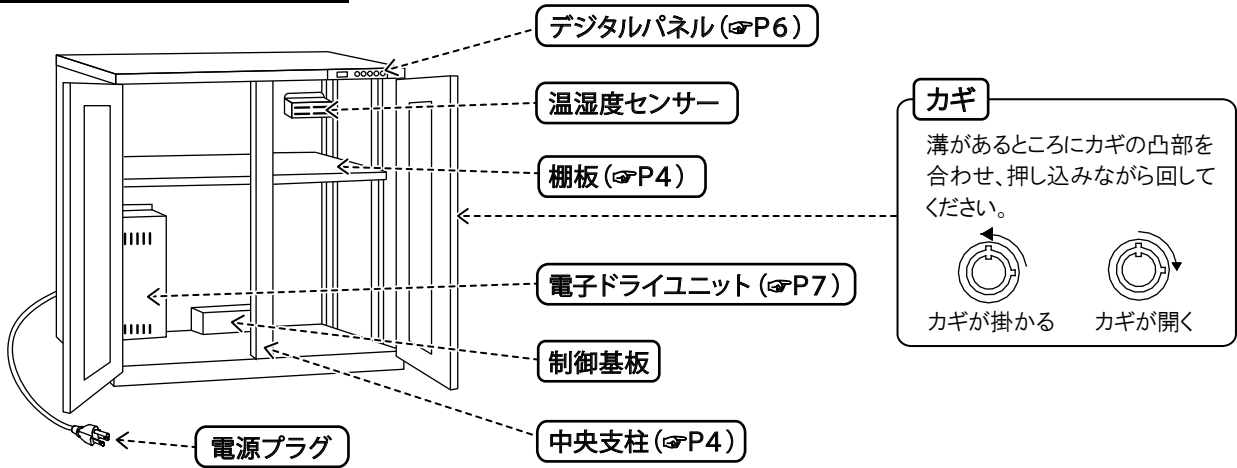 デジタルパネル(☞P6)
温湿度センサー
棚板(☞P4)
電子ドライユニット(☞P7)
制御基板
中央支柱(☞P4)
電源プラグ
カギ
溝があるところにカギの凸部を
合わせ、押し込みながら回して
ください。
カギが掛かる
カギが開く